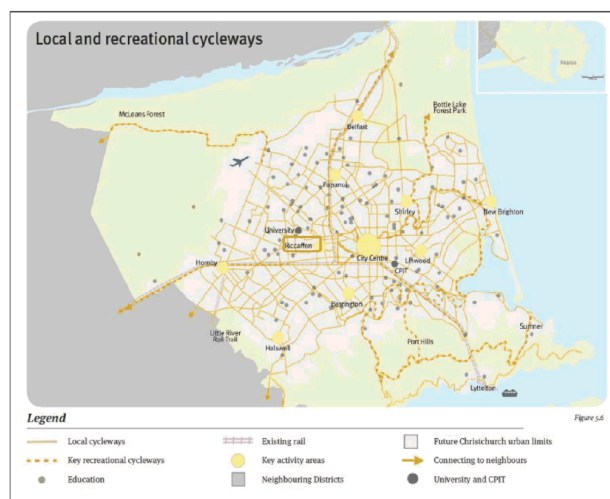 Local and recreational cycleways
McLeans Forest
Bottle Lake
Forest Park
Belfast
Papanui
Shirley
New Brighton
University
Riccarton
City Centre
Linwood
CPIT
Hornby
Barrington
Little River
Rail Trail
Halswell
Port Hills
Sumner
Lyttelton
Legend
Figure 5.6
Local cycleways
Existing rail
Future Christchurch urban limits
Key recreational cycleways
Key activity areas
Connecting to neighbours
Education
Neighbouring Districts
University and CPIT